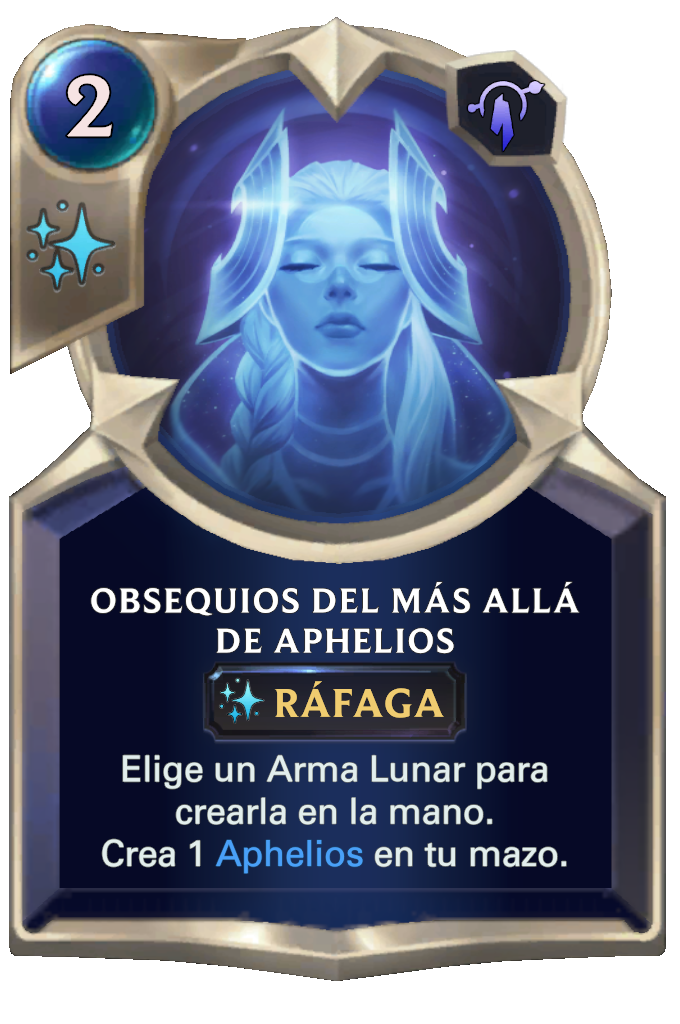 2
OBSEQUIOS DEL MÁS ALLÁ
DE APHELIOS
RÁFAGA
Elige un Arma Lunar para
crearla en la mano.
Crea 1 Aphelios en tu mazo.